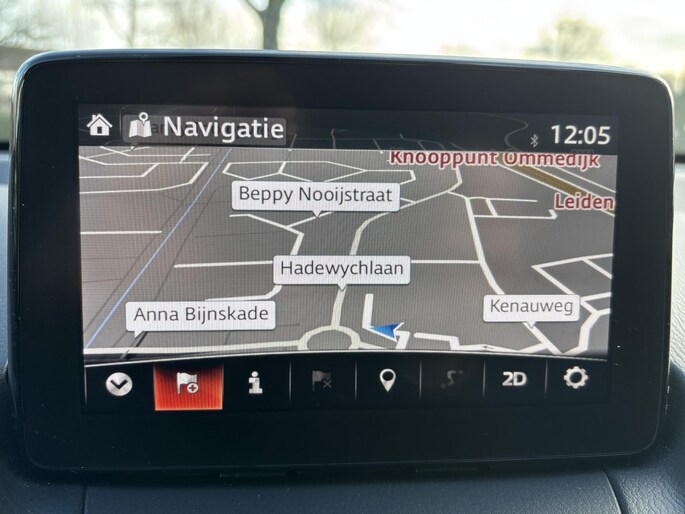 Navigatie
12:05
Knooppunt Ommedijk
Beppy Nooijstraat
Leiden
Hadewychlaan
Anna Bijnskade
Kenauweg
2D